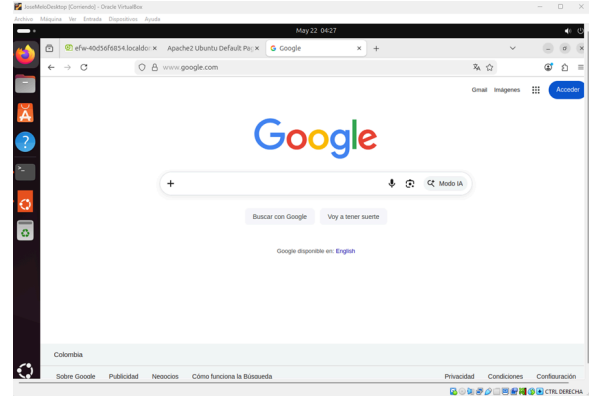 JoseMeloDesktop [Corriendo] - Oracle VirtualBox
Archivo Máquina Ver Entrada Dispositivos Ayuda
May 22 04:27
efw-40d56f6854.localdo Apache2 Ubuntu Default Pag Google
www.google.com
Gmail Imágenes Acceder
Google
Modo IA
Buscar con Google Voy a tener suerte
Google disponible en: English
Colombia
Sobre Google Publicidad Negocios Cómo funciona la Búsqueda Privacidad Condiciones Configuración
CTRL DERECHA